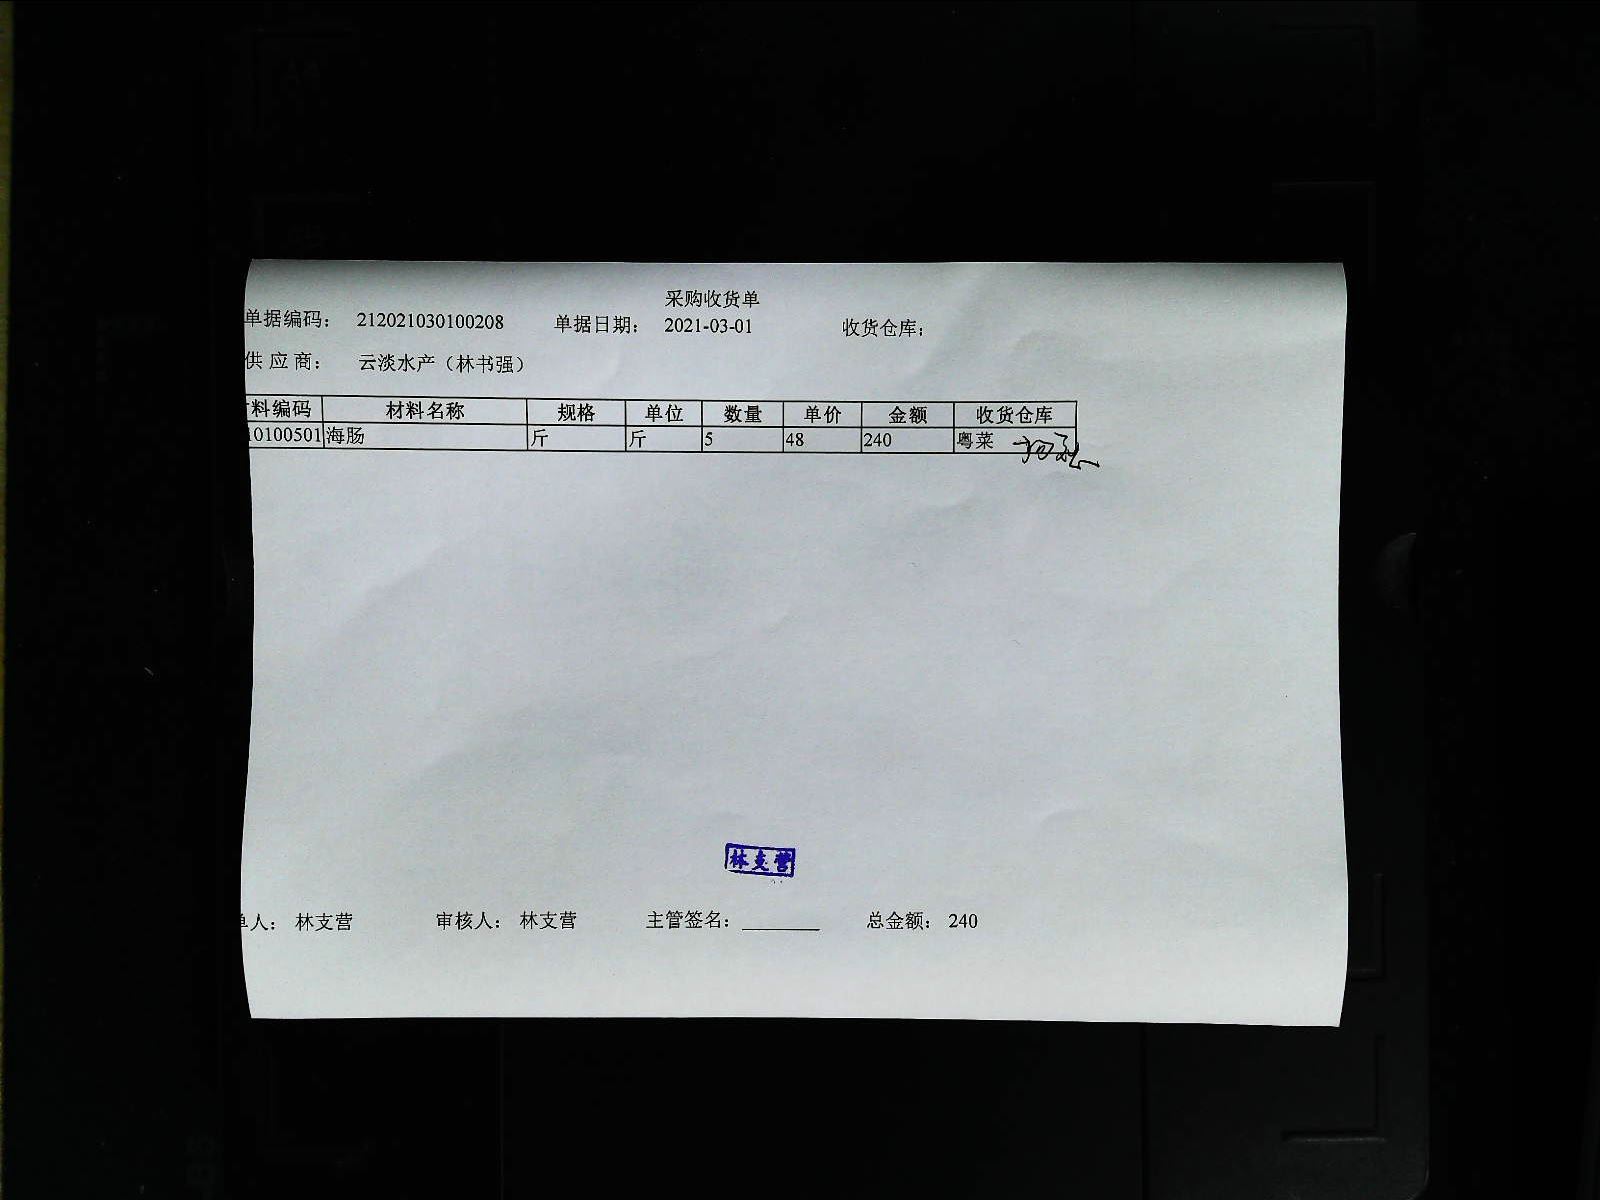 采购收货单
单据编码： 212021030100208 单据日期： 2021-03-01 收货仓库：
供 应 商： 云淡水产（林书强）
料编码 材料名称 规格 单位 数量 单价 金额 收货仓库
10100501 海肠 斤 斤 5 48 240 粤菜
林支营
单人： 林支营 审核人： 林支营 主管签名： 总金额： 240